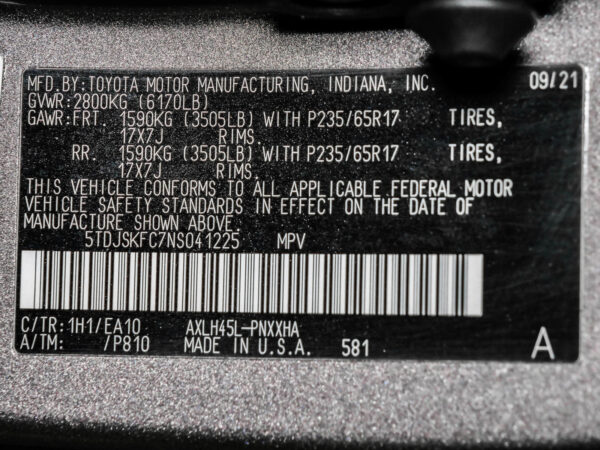 MFD.BY:TOYOTA MOTOR MANUFACTURING, INDIANA, INC. 09/21
GVWR:2800KG (6170LB)
GAWR:FRT. 1590KG (3505LB) WITH P235/65R17 TIRES,
17X7J RIMS.
RR. 1590KG (3505LB) WITH P235/65R17 TIRES,
17X7J RIMS.
THIS VEHICLE CONFORMS TO ALL APPLICABLE FEDERAL MOTOR
VEHICLE SAFETY STANDARDS IN EFFECT ON THE DATE OF
MANUFACTURE SHOWN ABOVE.
5TDJSKFC7NS041225 MPV
C/TR:1H1/EA10 AXLH45L-PNXXHA
A/TM: /P810 MADE IN U.S.A. 581 A